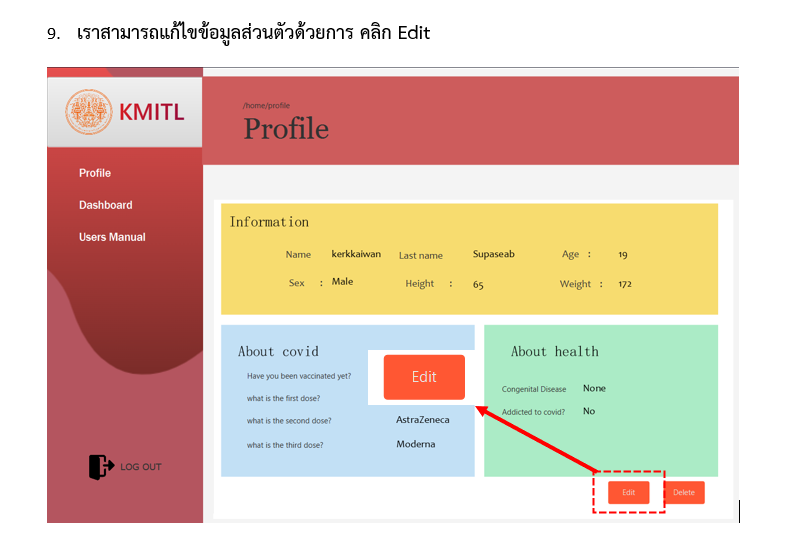 9. เราสามารถแก้ไขข้อมูลส่วนตัวด้วยการ คลิก Edit
KMITL
/home/profile
Profile
Profile
Dashboard
Users Manual
LOG OUT
Information
Name kerkkaiwan Last name Supaseab Age : 19
Sex : Male Height : 65 Weight : 172
About covid
Have you been vaccinated yet?
what is the first dose?
what is the second dose? AstraZeneca
what is the third dose? Moderna
Edit
About health
Congenital Disease None
Addicted to covid? No
Edit Delete